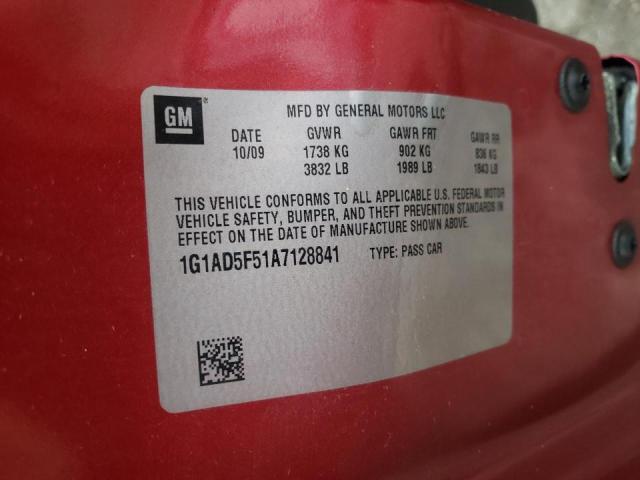 GM
MFD BY GENERAL MOTORS LLC
DATE GVWR GAWR FRT GAWR RR
10/09 1738 KG 902 KG 836 KG
3832 LB 1989 LB 1843 LB
THIS VEHICLE CONFORMS TO ALL APPLICABLE U.S. FEDERAL MOTOR
VEHICLE SAFETY, BUMPER, AND THEFT PREVENTION STANDARDS IN
EFFECT ON THE DATE OF MANUFACTURE SHOWN ABOVE.
1G1AD5F51A7128841 TYPE: PASS CAR